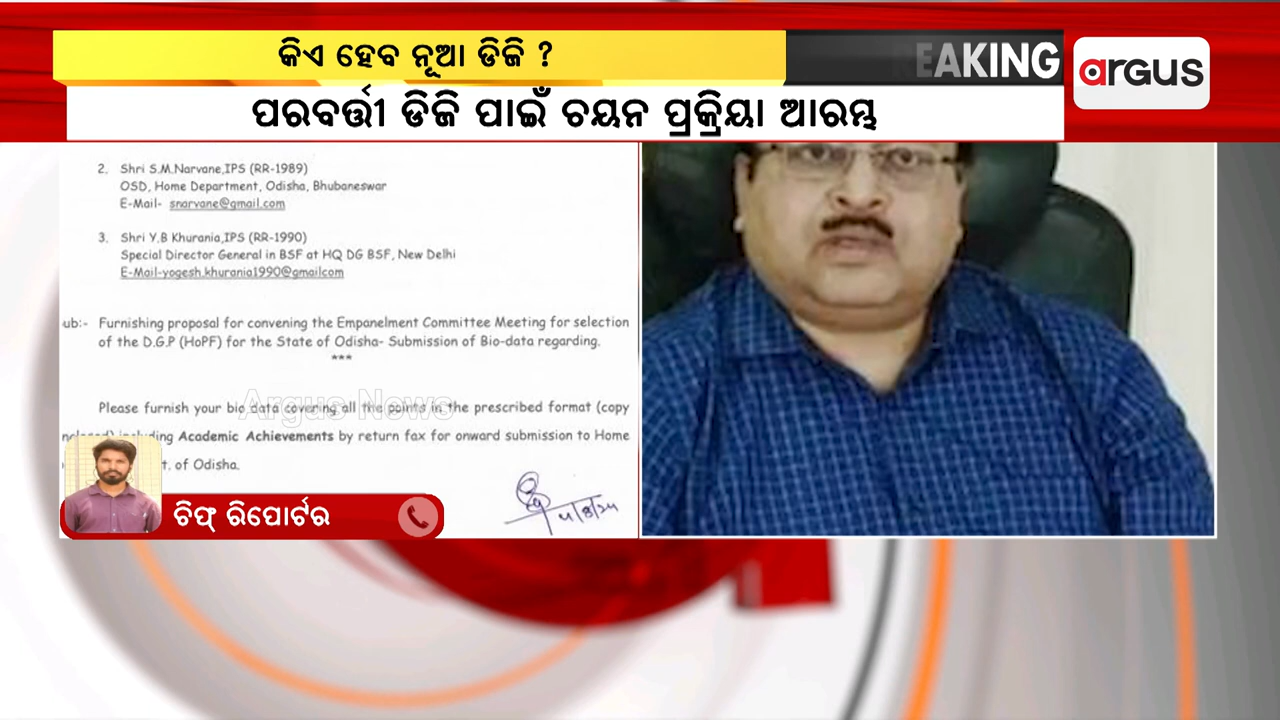 କିଏ ହେବ ନୂଆ ଡିଜି ?
EAKING
argus
ପରବର୍ତ୍ତୀ ଡିଜି ପାଇଁ ଚୟନ ପ୍ରକ୍ରିୟା ଆରମ୍ଭ
2. Shri S.M.Narvane,IPS (RR-1989)
OSD, Home Department, Odisha, Bhubaneswar
E-Mail- snarvane@gmail.com
3. Shri Y.B Khurania,IPS (RR-1990)
Special Director General in BSF at HQ DG BSF, New Delhi
E-Mail-yogesh.khurania1990@gmailcom
ub:- Furnishing proposal for convening the Empanelment Committee Meeting for selection
of the D.G.P (HoPF) for the State of Odisha- Submission of Bio-data regarding.
***
Argus News
Please furnish your bio data covering all the points in the prescribed format (copy
including Academic Achievements by return fax for onward submission to Home
t. of Odisha.
ଚିଫ୍ ରିପୋର୍ଟର